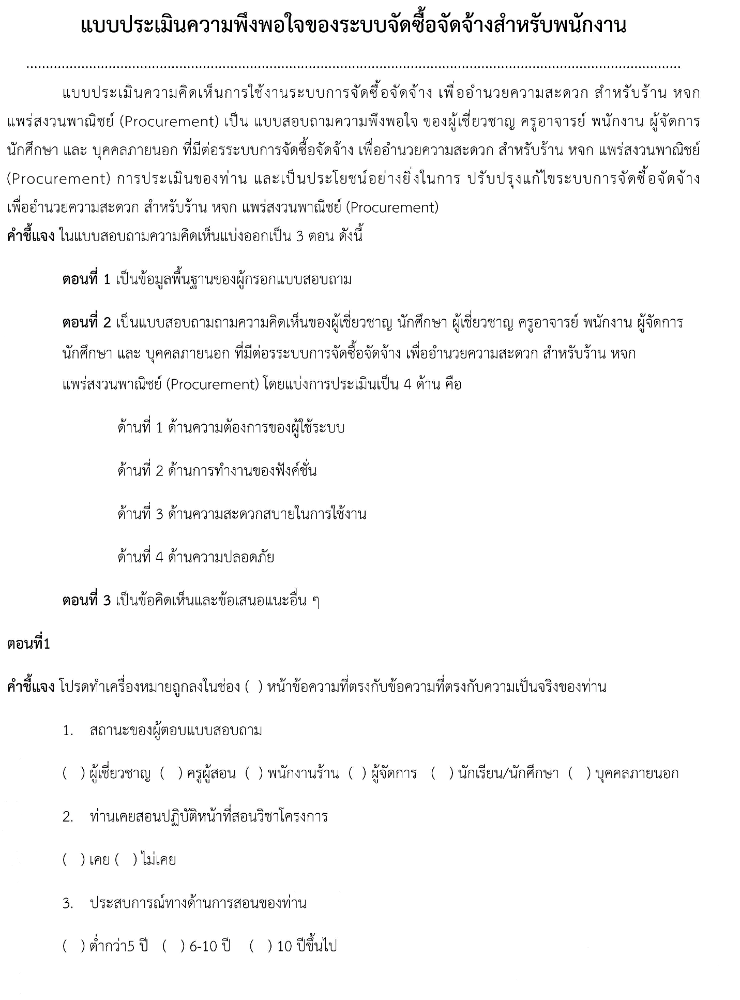 แบบประเมินความพึงพอใจของระบบจัดซื้อจัดจ้างสำหรับพนักงาน
................................................................................................................................................................
แบบประเมินความคิดเห็นการใช้งานระบบการจัดซื้อจัดจ้าง เพื่ออำนวยความสะดวก สำหรับร้าน หจก
แพร่สงวนพาณิชย์ (Procurement) เป็น แบบสอบถามความพึงพอใจ ของผู้เชี่ยวชาญ ครูอาจารย์ พนักงาน ผู้จัดการ
นักศึกษา และ บุคคลภายนอก ที่มีต่อรระบบการจัดซื้อจัดจ้าง เพื่ออำนวยความสะดวก สำหรับร้าน หจก แพร่สงวนพาณิชย์
(Procurement) การประเมินของท่าน และเป็นประโยชน์อย่างยิ่งในการ ปรับปรุงแก้ไขระบบการจัดซื้อจัดจ้าง
เพื่ออำนวยความสะดวก สำหรับร้าน หจก แพร่สงวนพาณิชย์ (Procurement)
คำชี้แจง ในแบบสอบถามความคิดเห็นแบ่งออกเป็น 3 ตอน ดังนี้
ตอนที่ 1 เป็นข้อมูลพื้นฐานของผู้กรอกแบบสอบถาม
ตอนที่ 2 เป็นแบบสอบถามถามความคิดเห็นของผู้เชี่ยวชาญ นักศึกษา ผู้เชี่ยวชาญ ครูอาจารย์ พนักงาน ผู้จัดการ
นักศึกษา และ บุคคลภายนอก ที่มีต่อรระบบการจัดซื้อจัดจ้าง เพื่ออำนวยความสะดวก สำหรับร้าน หจก
แพร่สงวนพาณิชย์ (Procurement) โดยแบ่งการประเมินเป็น 4 ด้าน คือ
ด้านที่ 1 ด้านความต้องการของผู้ใช้ระบบ
ด้านที่ 2 ด้านการทำงานของฟังค์ชั่น
ด้านที่ 3 ด้านความสะดวกสบายในการใช้งาน
ด้านที่ 4 ด้านความปลอดภัย
ตอนที่ 3 เป็นข้อคิดเห็นและข้อเสนอแนะอื่น ๆ
ตอนที่1
คำชี้แจง โปรดทำเครื่องหมายถูกลงในช่อง ( ) หน้าข้อความที่ตรงกับข้อความที่ตรงกับความเป็นจริงของท่าน
1. สถานะของผู้ตอบแบบสอบถาม
( ) ผู้เชี่ยวชาญ ( ) ครูผู้สอน ( ) พนักงานร้าน ( ) ผู้จัดการ ( ) นักเรียน/นักศึกษา ( ) บุคคลภายนอก
2. ท่านเคยสอนปฏิบัติหน้าที่สอนวิชาโครงการ
( ) เคย ( ) ไม่เคย
3. ประสบการณ์ทางด้านการสอนของท่าน
( ) ต่ำกว่า5 ปี ( ) 6-10 ปี ( ) 10 ปีขึ้นไป